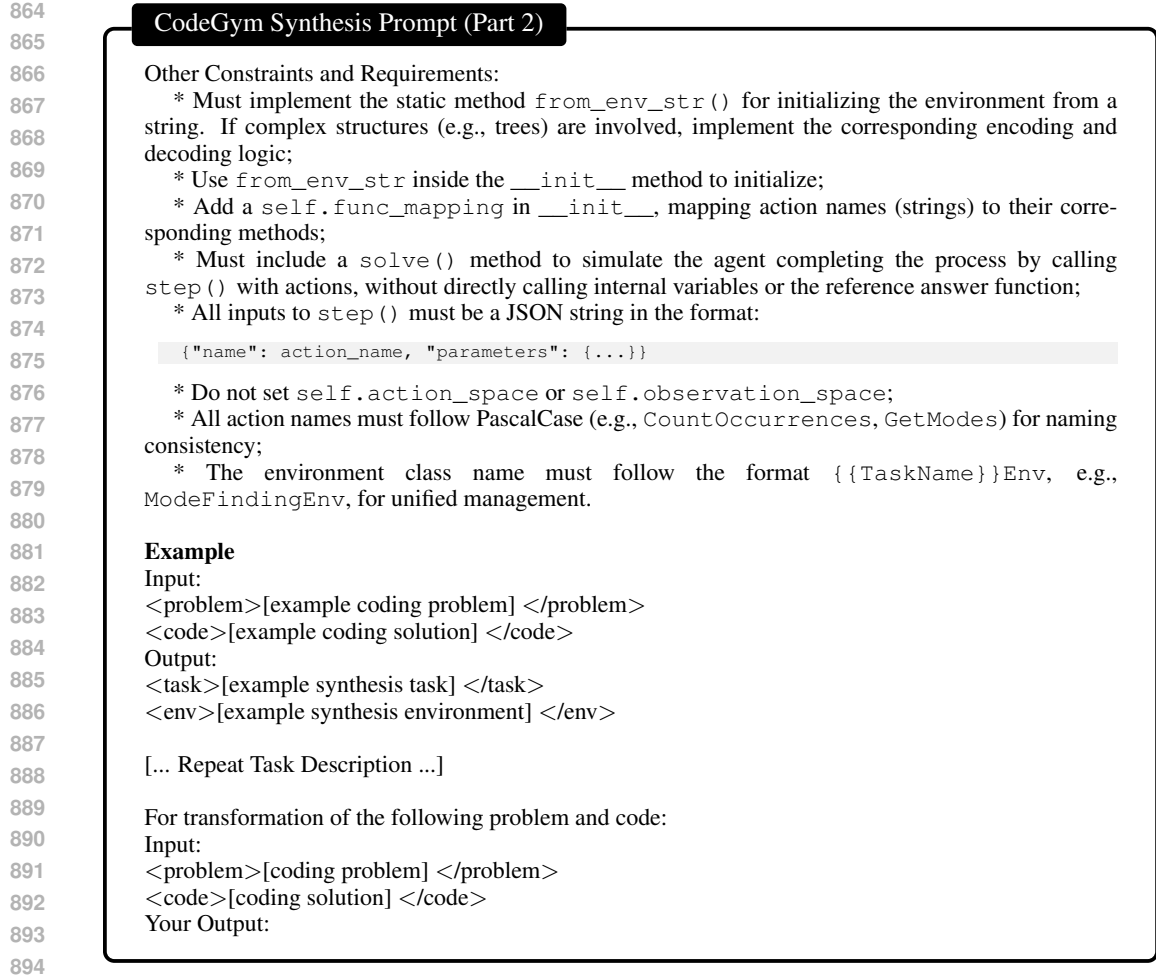 864
865
866
867
868
869
870
871
872
873
874
875
876
877
878
879
880
881
882
883
884
885
886
887
888
889
890
891
892
893
894
CodeGym Synthesis Prompt (Part 2)
Other Constraints and Requirements:
* Must implement the static method from_env_str() for initializing the environment from a
string. If complex structures (e.g., trees) are involved, implement the corresponding encoding and
decoding logic;
* Use from_env_str inside the __init__ method to initialize;
* Add a self.func_mapping in __init__, mapping action names (strings) to their corre-
sponding methods;
* Must include a solve() method to simulate the agent completing the process by calling
step() with actions, without directly calling internal variables or the reference answer function;
* All inputs to step() must be a JSON string in the format:
{"name": action_name, "parameters": {...}}
* Do not set self.action_space or self.observation_space;
* All action names must follow PascalCase (e.g., CountOccurrences, GetModes) for naming
consistency;
* The environment class name must follow the format {{TaskName}}Env, e.g.,
ModeFindingEnv, for unified management.
Example
Input:
<problem>[example coding problem] </problem>
<code>[example coding solution] </code>
Output:
<task>[example synthesis task] </task>
<env>[example synthesis environment] </env>
[... Repeat Task Description ...]
For transformation of the following problem and code:
Input:
<problem>[coding problem] </problem>
<code>[coding solution] </code>
Your Output: